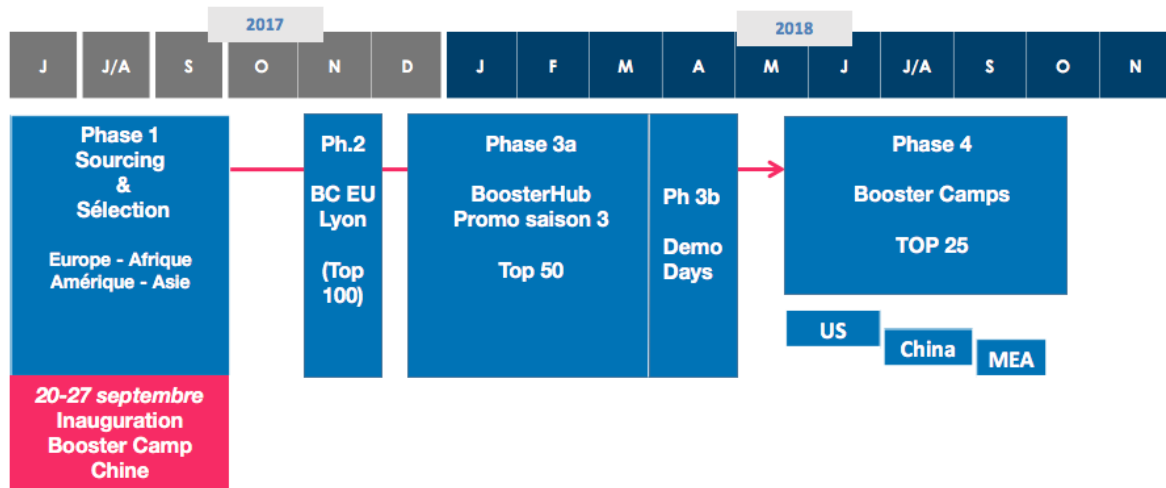 2017
2018
J J/A S O N D J F M A M J J/A S O N
Phase 1
Sourcing
&
Sélection
Europe - Afrique
Amérique - Asie
20-27 septembre
Inauguration
Booster Camp
Chine
Ph.2
BC EU
Lyon
(Top
100)
Phase 3a
BoosterHub
Promo saison 3
Top 50
Ph 3b
Demo
Days
Phase 4
Booster Camps
TOP 25
US
China
MEA